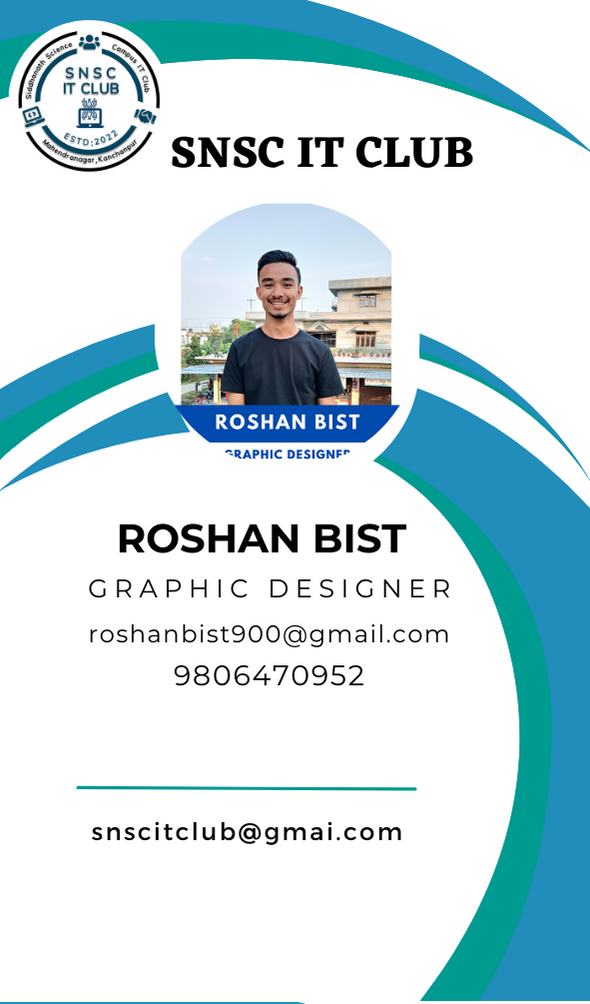 Siddhanath Science Campus IT Club
SNSC
IT CLUB
ESTD:2022
Mahendranagar, Kanchanpur
SNSC IT CLUB
ROSHAN BIST
GRAPHIC DESIGNER
ROSHAN BIST
GRAPHIC DESIGNER
roshanbist900@gmail.com
9806470952
snscitclub@gmai.com